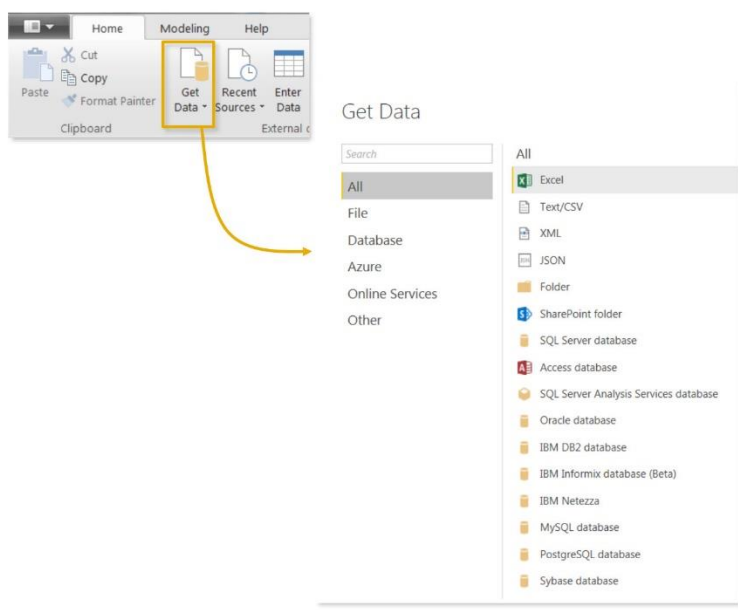 Home Modeling Help
Cut
Copy
Format Painter
Paste
Get Data
Recent Sources
Enter Data
Clipboard
External
Get Data
Search
All
File
Database
Azure
Online Services
Other
All
Excel
Text/CSV
XML
JSON
Folder
SharePoint folder
SQL Server database
Access database
SQL Server Analysis Services database
Oracle database
IBM DB2 database
IBM Informix database (Beta)
IBM Netezza
MySQL database
PostgreSQL database
Sybase database